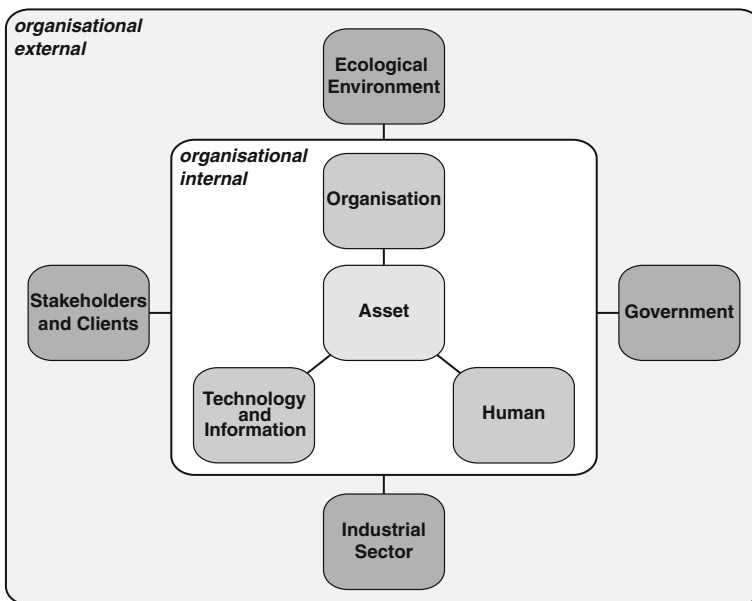 organisational
external
Ecological
Environment
organisational
internal
Organisation
Stakeholders
and Clients
Asset
Government
Technology
and
Information
Human
Industrial
Sector